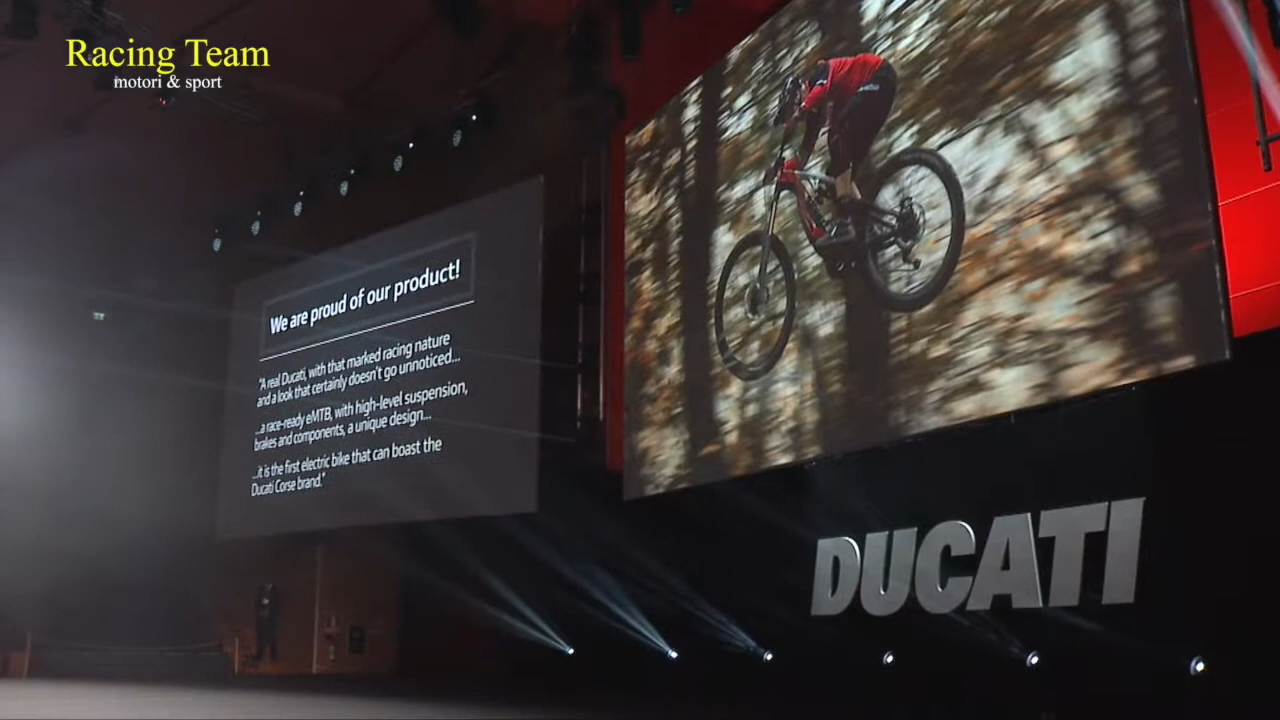 Racing Team
motori & sport
We are proud of our product!
"A real Ducati, with that marked racing nature
and a look that certainly doesn't go unnoticed...
...a race-ready eMTB, with high-level suspension,
brakes and components, a unique design...
...it is the first electric bike that can boast the
Ducati Corse brand."
DUCATI